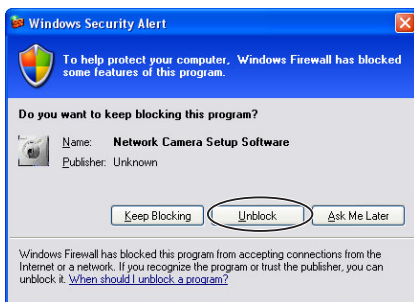 Windows Security Alert
To help protect your computer, Windows Firewall has blocked
some features of this program.
Do you want to keep blocking this program?
Name: Network Camera Setup Software
Publisher: Unknown
Keep Blocking Unblock Ask Me Later
Windows Firewall has blocked this program from accepting connections from the
Internet or a network. If you recognize the program or trust the publisher, you can
unblock it. When should I unblock a program?